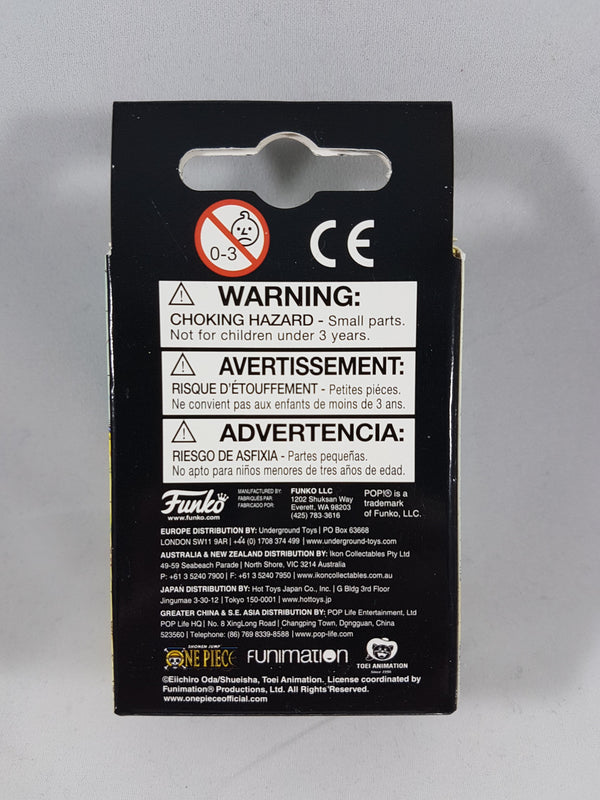 0-3
CE
WARNING:
CHOKING HAZARD - Small parts.
Not for children under 3 years.
AVERTISSEMENT:
RISQUE D'ÉTOUFFEMENT - Petites piéces.
Ne convient pas aux enfants de moins de 3 ans.
ADVERTENCIA:
RIESGO DE ASFIXIA - Partes pequeñas.
No apto para niños menores de tres años de edad.
Funko
www.funko.com
MANUFACTURED BY:
FABRIQUÉS PAR:
FABRICADO POR:
FUNKO LLC
1202 Shuksan Way
Everett, WA 98203
(425) 783-3616
POP!® is a
trademark
of Funko, LLC.
EUROPE DISTRIBUTION BY: Underground Toys | PO Box 63668
LONDON SW11 9AR | +44 (0) 1708 374 499 | www.underground-toys.com
AUSTRALIA & NEW ZEALAND DISTRIBUTION BY: Ikon Collectables Pty Ltd
49-59 Seabeach Parade | North Shore, VIC 3214 Australia
P: +61 3 5240 7900 | F: +61 3 5240 7950 | www.ikoncollectables.com
JAPAN DISTRIBUTION BY: Hot Toys Japan Co., Inc. | G Bldg 3rd Floor
Jingumae 3-30-12 | Tokyo 150-0001 | www.hottoys.jp
GREATER CHINA & S.E. ASIA DISTRIBUTION BY: POP Life Entertainment, Ltd
POP Life HQ | No. 8 XingLong Road | Changping Town, Dongguan, China
523560 | Telephone: (86) 769 8339-8588 | www.pop-life.com
SHONEN JUMP
ONE PIECE
FUNIMATION
TOEI ANIMATION
Since 1956
©Eiichiro Oda/Shueisha, Toei Animation. License coordinated by
Funimation® Productions, Ltd. All Rights Reserved.
www.onepieceofficial.com